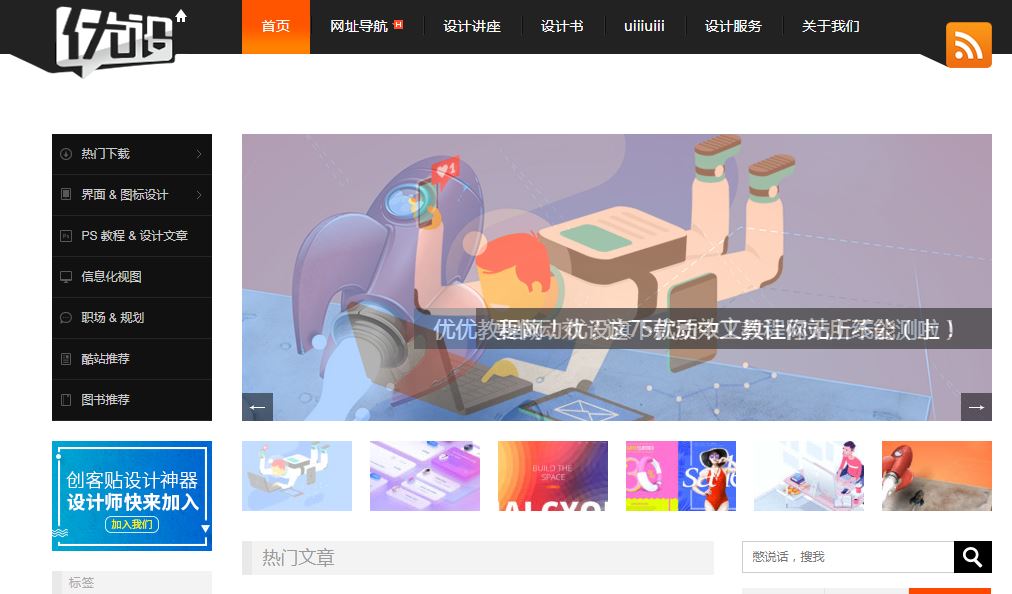 优设
首页
网址导航
H
设计讲座
设计书
uiiiuiii
设计服务
关于我们
热门下载
界面 & 图标设计
PS 教程 & 设计文章
信息化视图
职场 & 规划
酷站推荐
图书推荐
1
创客贴设计神器
设计师快来加入
加入我们
BUILD THE
SPACE
热门文章
憋说话，搜我
标签